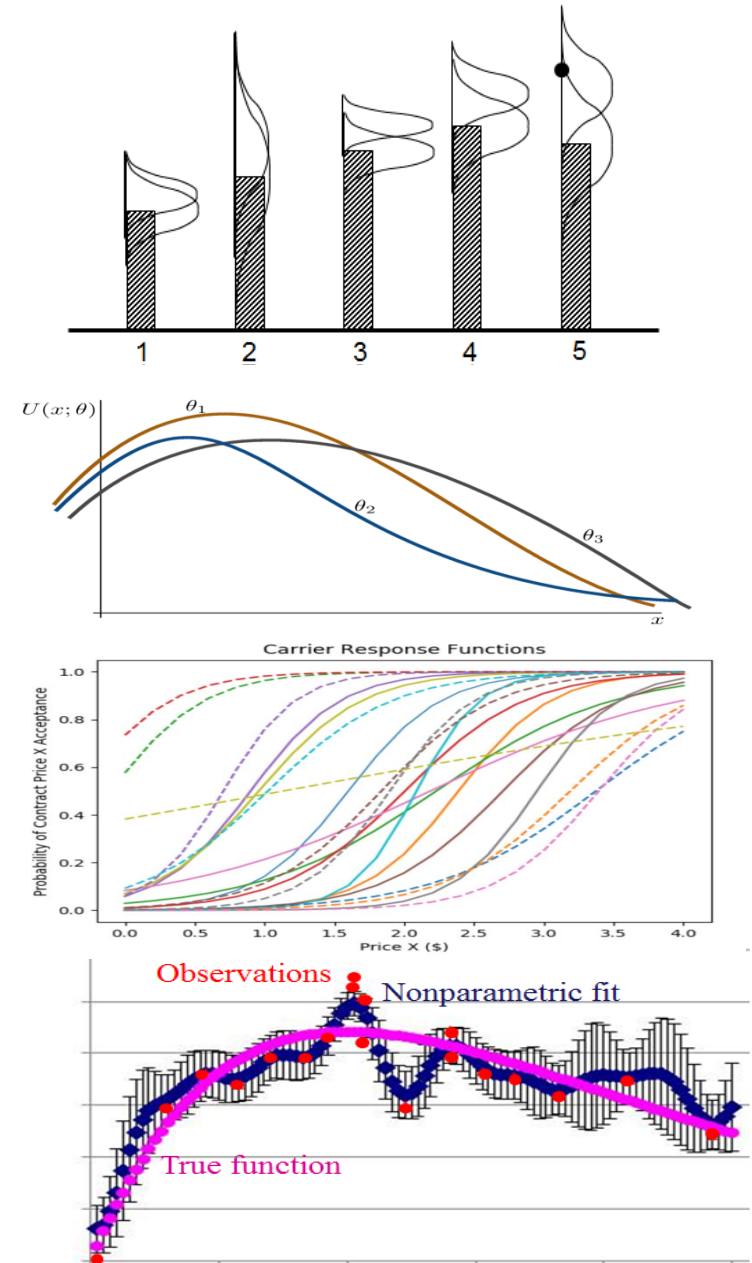 1 2 3 4 5
U(x; θ)
θ1
θ2
θ3
x
Carrier Response Functions
Probability of Contract Price X Acceptance
1.0
0.8
0.6
0.4
0.2
0.0
0.0 0.5 1.0 1.5 2.0 2.5 3.0 3.5 4.0
Price X ($)
Observations
Nonparametric fit
True function